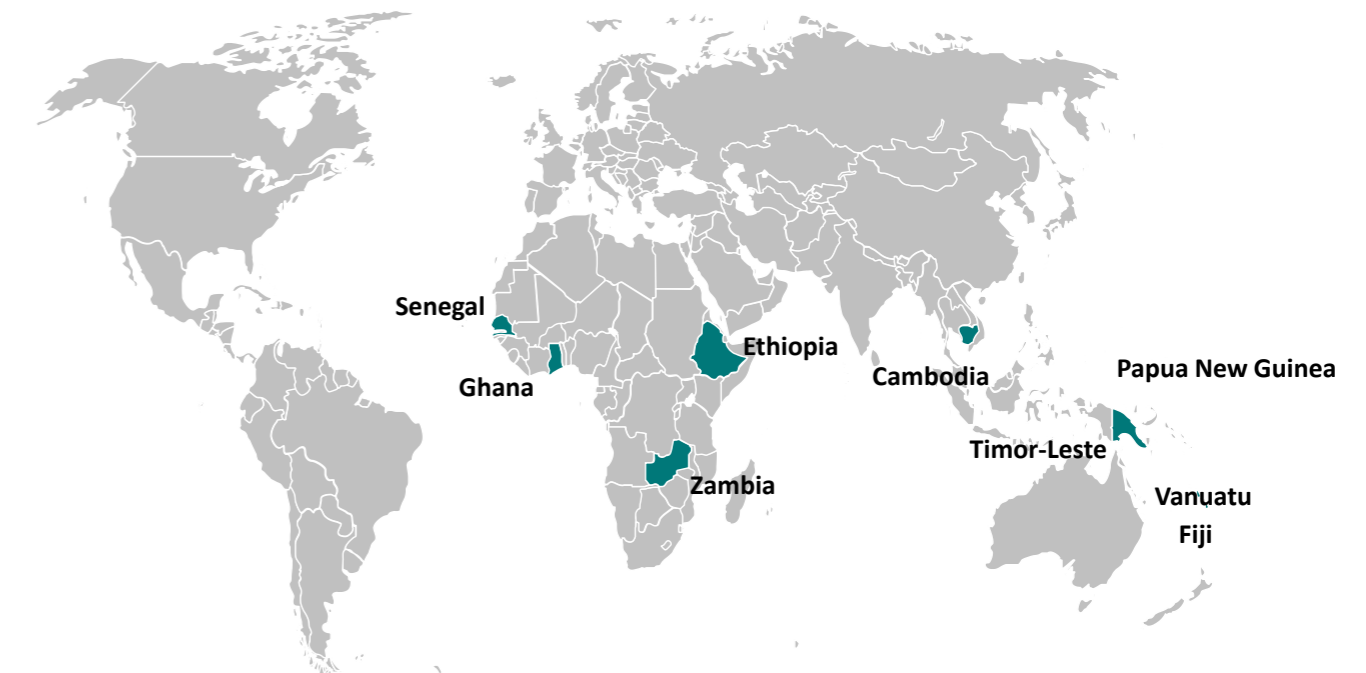 Senegal
Ethiopia
Ghana
Cambodia
Papua New Guinea
Timor-Leste
Zambia
Vanuatu
Fiji